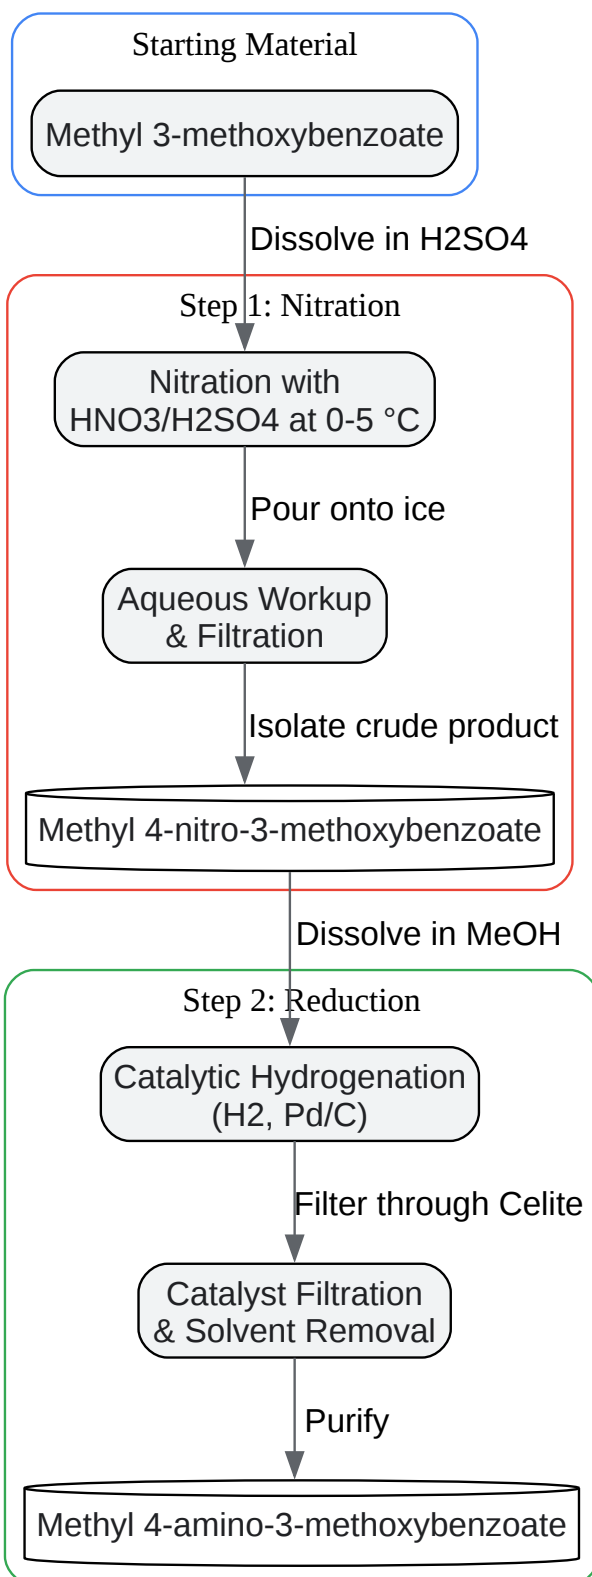 Starting Material
Methyl 3-methoxybenzoate
Dissolve in H2SO4
Step 1: Nitration
Nitration with
HNO3/H2SO4 at 0-5 °C
Pour onto ice
Aqueous Workup
& Filtration
Isolate crude product
Methyl 4-nitro-3-methoxybenzoate
Dissolve in MeOH
Step 2: Reduction
Catalytic Hydrogenation
(H2, Pd/C)
Filter through Celite
Catalyst Filtration
& Solvent Removal
Purify
Methyl 4-amino-3-methoxybenzoate